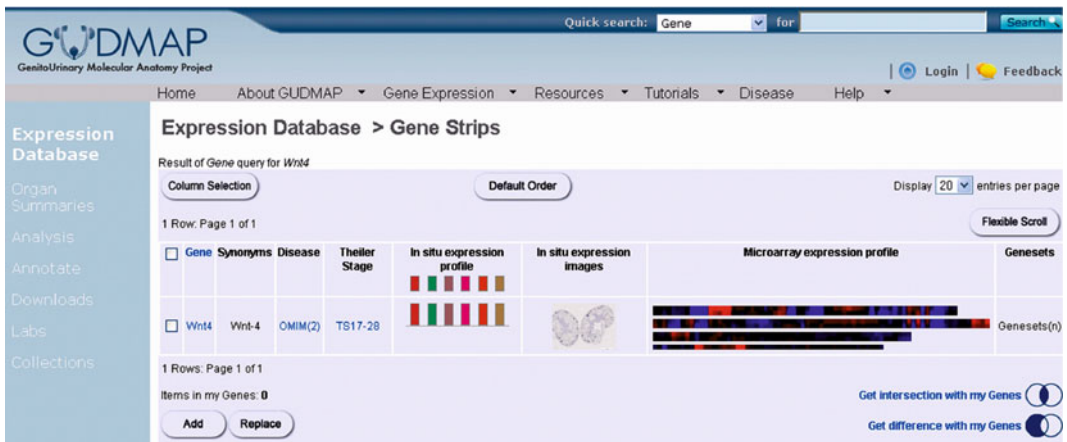 GUDMAP
GenitoUrinary Molecular Anatomy Project
Quick search: Gene for Search
| Login | Feedback
Home About GUDMAP Gene Expression Resources Tutorials Disease Help
Expression Database
Organ Summaries
Analysis
Annotate
Downloads
Labs
Collections
Expression Database > Gene Strips
Result of Gene query for Wnt4
Column Selection Default Order Display 20 entries per page
1 Row: Page 1 of 1 Flexible Scroll
Gene Synonyms Disease Theiler Stage In situ expression profile In situ expression images Microarray expression profile Genesets
Wnt4 Wnt-4 OMIM(2) TS17-28 Genesets(n)
1 Rows: Page 1 of 1
Items in my Genes: 0 Get intersection with my Genes
Add Replace Get difference with my Genes